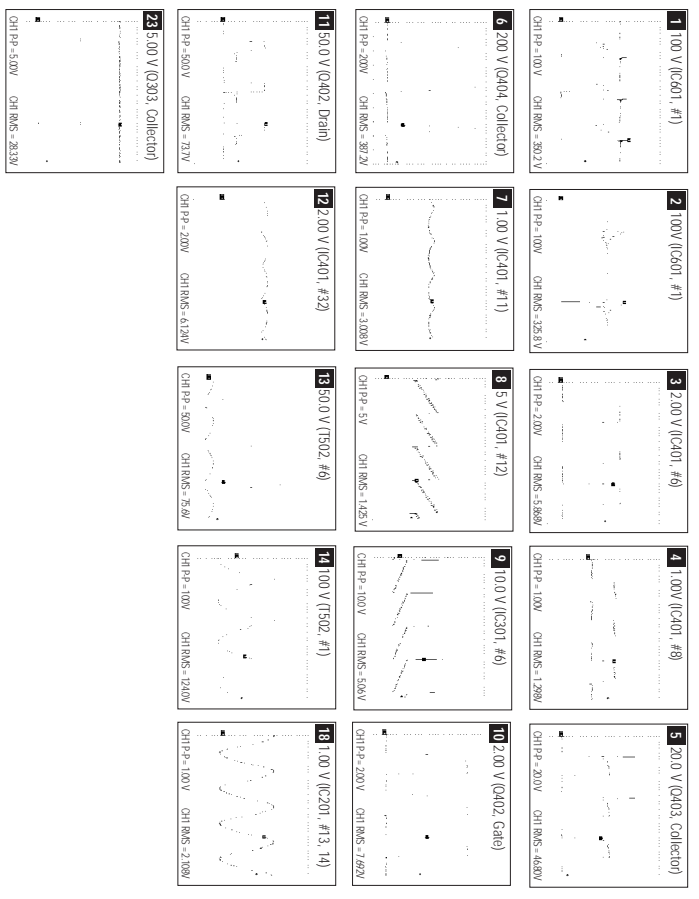 1 100 V (IC601, #1)
CH1 P-P = 100 V CH1 RMS = 350.2 V
2 100V (IC601, #1)
CH1 P-P = 100V CH1 RMS = 325.8 V
3 2.00 V (IC401, #6)
CH1 P-P = 2.00V CH1 RMS = 5.868V
4 1.00V (IC401, #8)
CH1 P-P = 1.00V CH1 RMS = 1.298V
5 20.0 V (Q403, Collector)
CH1 P-P = 20.0V CH1 RMS = 46.80V
6 200 V (Q404, Collector)
CH1 P-P = 200V CH1 RMS = 387.2V
7 1.00 V (IC401, #11)
CH1 P-P = 1.00V CH1 RMS = 3.008V
8 5 V (IC401, #12)
CH1 P-P = 5 V CH1 RMS = 1.425 V
9 10.0 V (IC301, #6)
CH1 P-P = 10.0 V CH1 RMS = 5.06V
10 2.00 V (Q402, Gate)
CH1 P-P = 2.00 V CH1 RMS = 7.692V
11 50.0 V (Q402, Drain)
CH1 P-P = 50.0V CH1 RMS = 73.7V
12 2.00 V (IC401, #32)
CH1 P-P = 2.00V CH1 RMS = 6.124V
13 50.0 V (T502, #6)
CH1 P-P = 50.0V CH1 RMS = 75.6V
14 100 V (T502, #1)
CH1 P-P = 100V CH1 RMS = 124.0V
18 1.00 V (IC201, #13, 14)
CH1 P-P = 1.00 V CH1 RMS = 2.108V
23 5.00 V (Q303, Collector)
CH1 P-P = 5.00V CH1 RMS = 28.33V